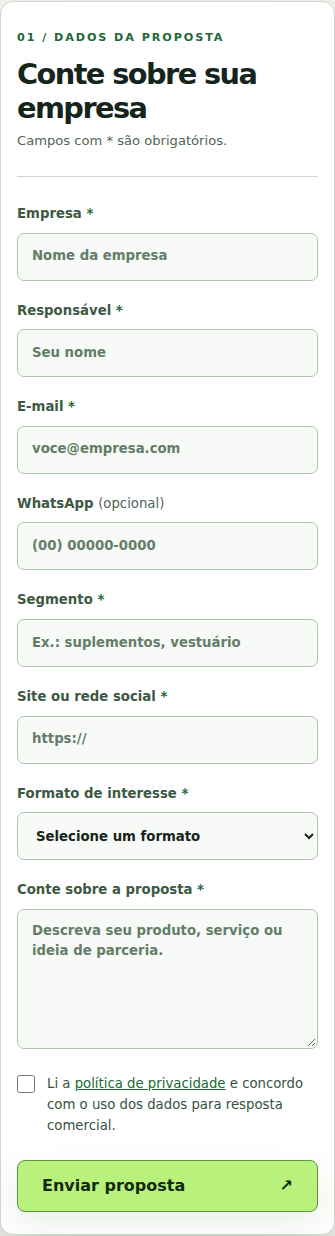 01 / DADOS DA PROPOSTA
Conte sobre sua
empresa
Campos com * são obrigatórios.
Empresa *
Nome da empresa
Responsável *
Seu nome
E-mail *
voce@empresa.com
WhatsApp (opcional)
(00) 00000-0000
Segmento *
Ex.: suplementos, vestuário
Site ou rede social *
https://
Formato de interesse *
Selecione um formato
Conte sobre a proposta *
Descreva seu produto, serviço ou
ideia de parceria.
Li a política de privacidade e concordo
com o uso dos dados para resposta
comercial.
Enviar proposta ↗